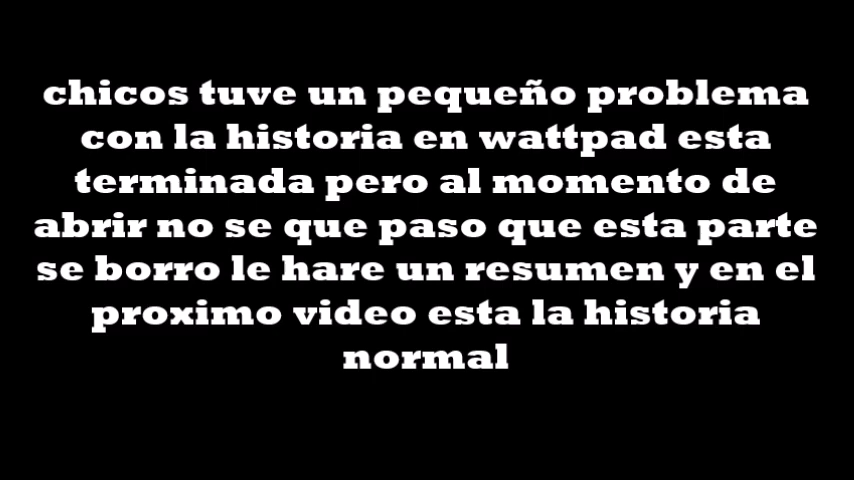 chicos tuve un pequeño problema
con la historia en wattpad esta
terminada pero al momento de
abrir no se que paso que esta parte
se borro le hare un resumen y en el
proximo video esta la historia
normal